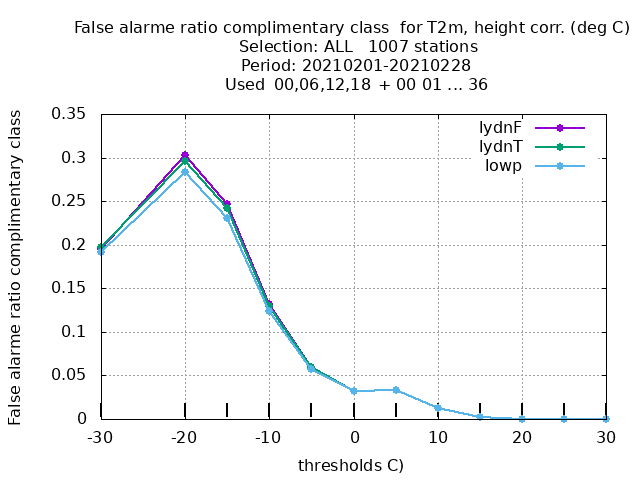 False alarme ratio complimentary class  for T2m, height corr. (deg C)
Selection: ALL   1007 stations
Period: 20210201-20210228
Used  00,06,12,18 + 00 01 ... 36
False alarme ratio complimentary class
0.35
0.3
0.25
0.2
0.15
0.1
0.05
0
lydnF
lydnT
lowp
-30 -20 -10 0 10 20 30
thresholds C)